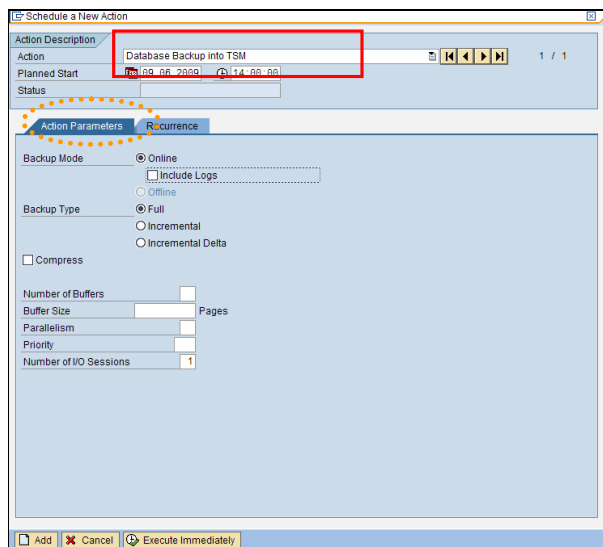 Schedule a New Action
Action Description
Action Database Backup into TSM 1 / 1
Planned Start 09.06.2009 14:00:00
Status
Action Parameters Recurrence
Backup Mode Online
Include Logs
Offline
Backup Type Full
Incremental
Incremental Delta
Compress
Number of Buffers
Buffer Size Pages
Parallelism
Priority
Number of I/O Sessions 1
Add Cancel Execute Immediately